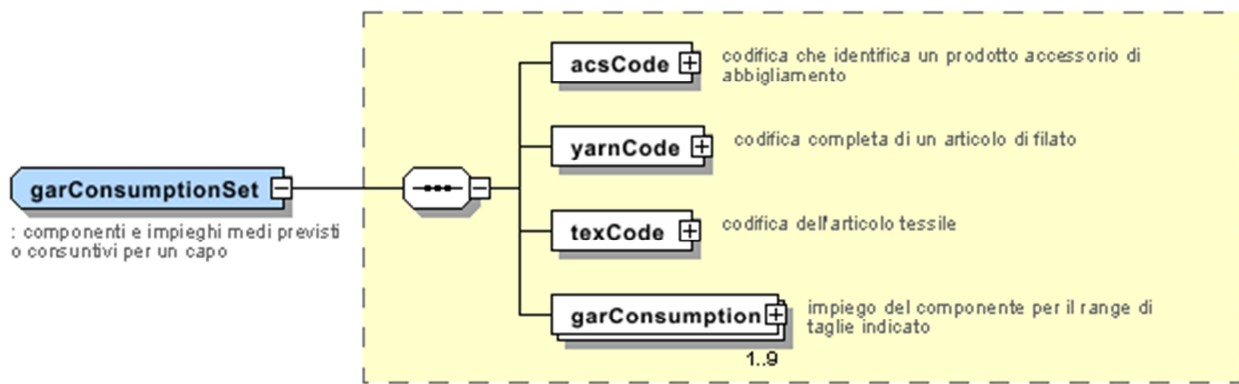 acsCode
codifica che identifica un prodotto accessorio di
abbigliamento
yarnCode
codifica completa di un articolo di filato
garConsumptionSet
: componenti e impieghi medi previsti
o consuntivi per un capo
texCode
codifica dell'articolo tessile
garConsumption
impiego del componente per il range di
taglie indicato
1..9